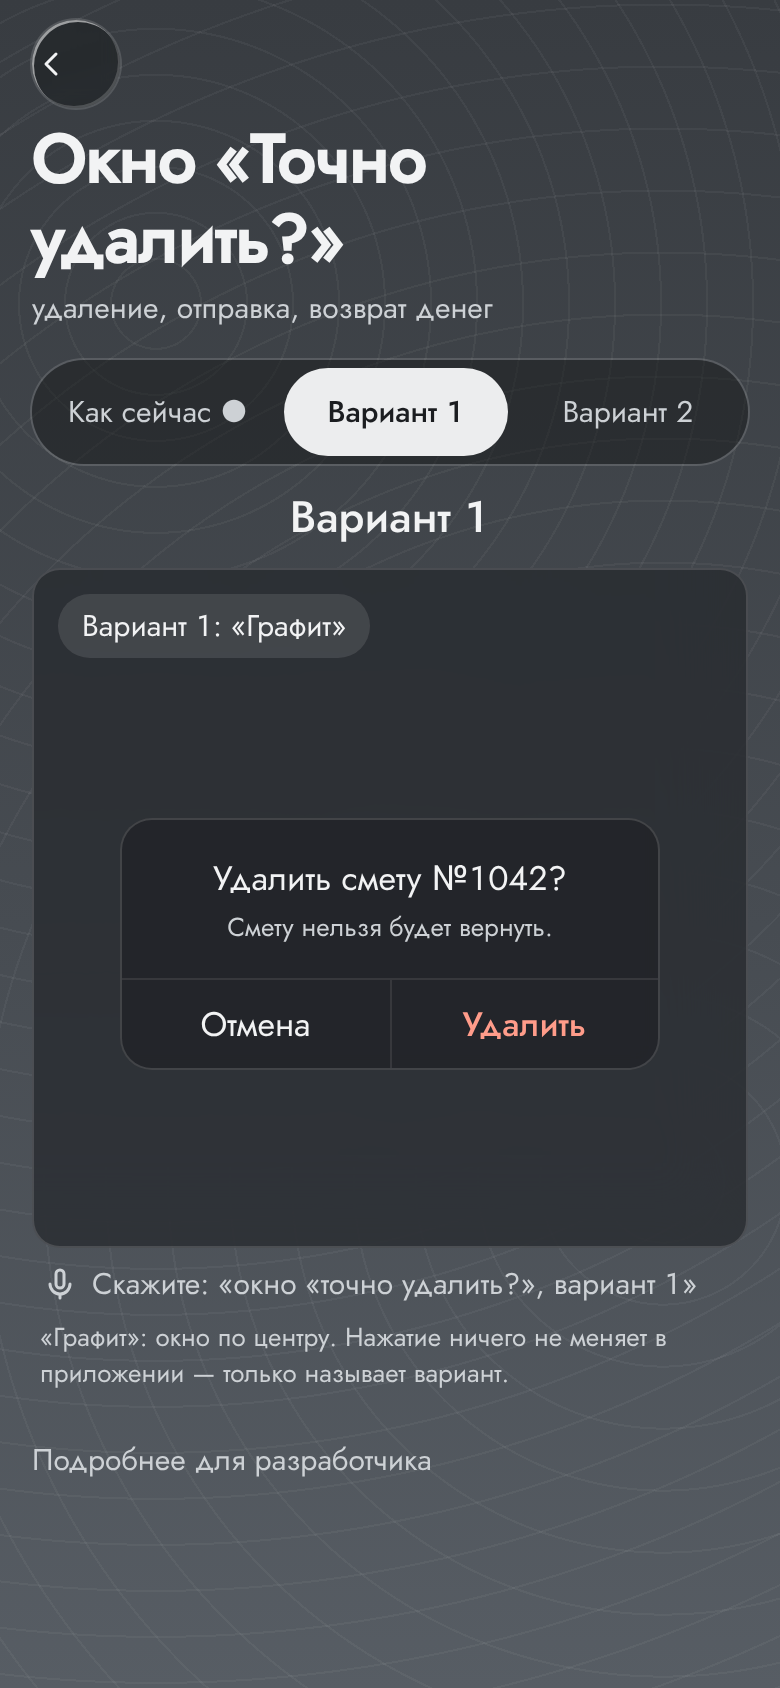 Окно «Точно
удалить?»
удаление, отправка, возврат денег
Как сейчас
Вариант 1
Вариант 2
Вариант 1
Вариант 1: «Графит»
Удалить смету №1042?
Смету нельзя будет вернуть.
Отмена
Удалить
Скажите: «окно «точно удалить?», вариант 1»
«Графит»: окно по центру. Нажатие ничего не меняет в
приложении — только называет вариант.
Подробнее для разработчика